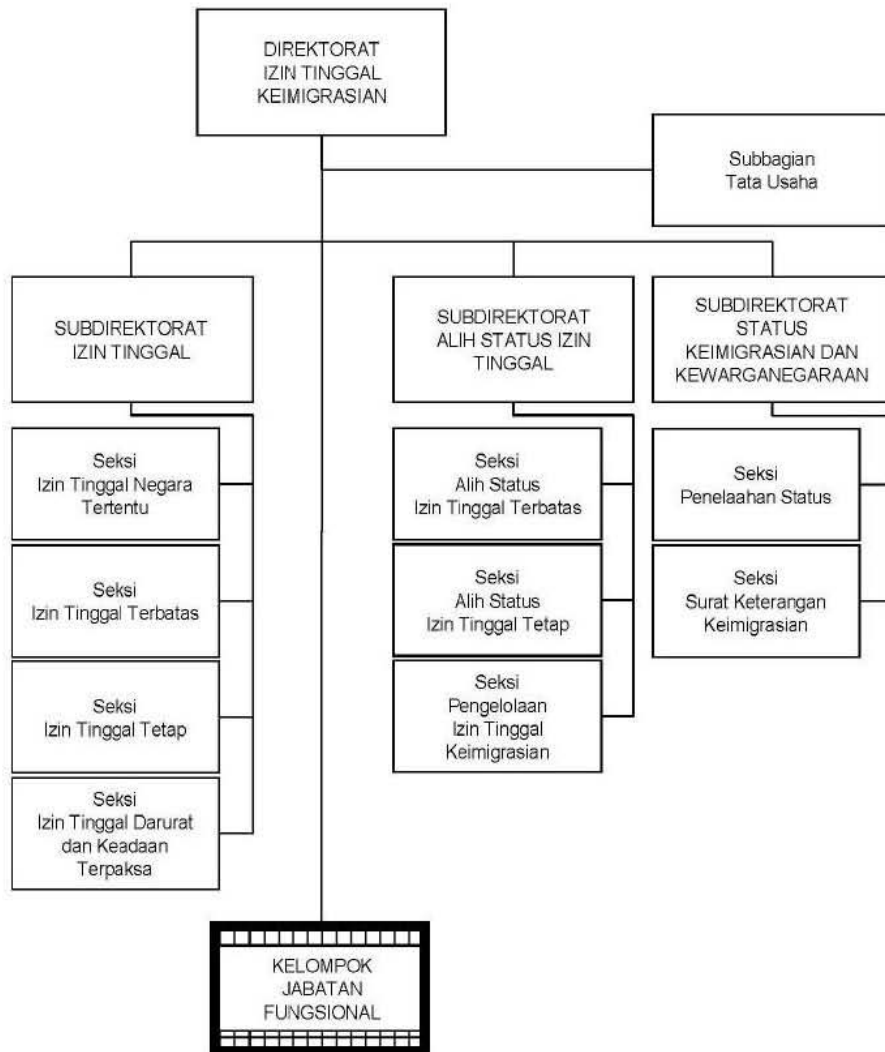 DIREKTORAT
IZIN TINGGAL
KEIMIGRASIAN
Subbagian
Tata Usaha
SUBDIREKTORAT
IZIN TINGGAL
Seksi
Izin Tinggal Negara
Tertentu
Seksi
Izin Tinggal Terbatas
Seksi
Izin Tinggal Tetap
Seksi
Izin Tinggal Darurat
dan Keadaan
Terpaksa
SUBDIREKTORAT
ALIH STATUS IZIN
TINGGAL
Seksi
Alih Status
Izin Tinggal Terbatas
Seksi
Alih Status
Izin Tinggal Tetap
Seksi
Pengelolaan
Izin Tinggal
Keimigrasian
SUBDIREKTORAT
STATUS
KEIMIGRASIAN DAN
KEWARGANEGARAAN
Seksi
Penelaahan Status
Seksi
Surat Keterangan
Keimigrasian
KELOMPOK
JABATAN
FUNGSIONAL